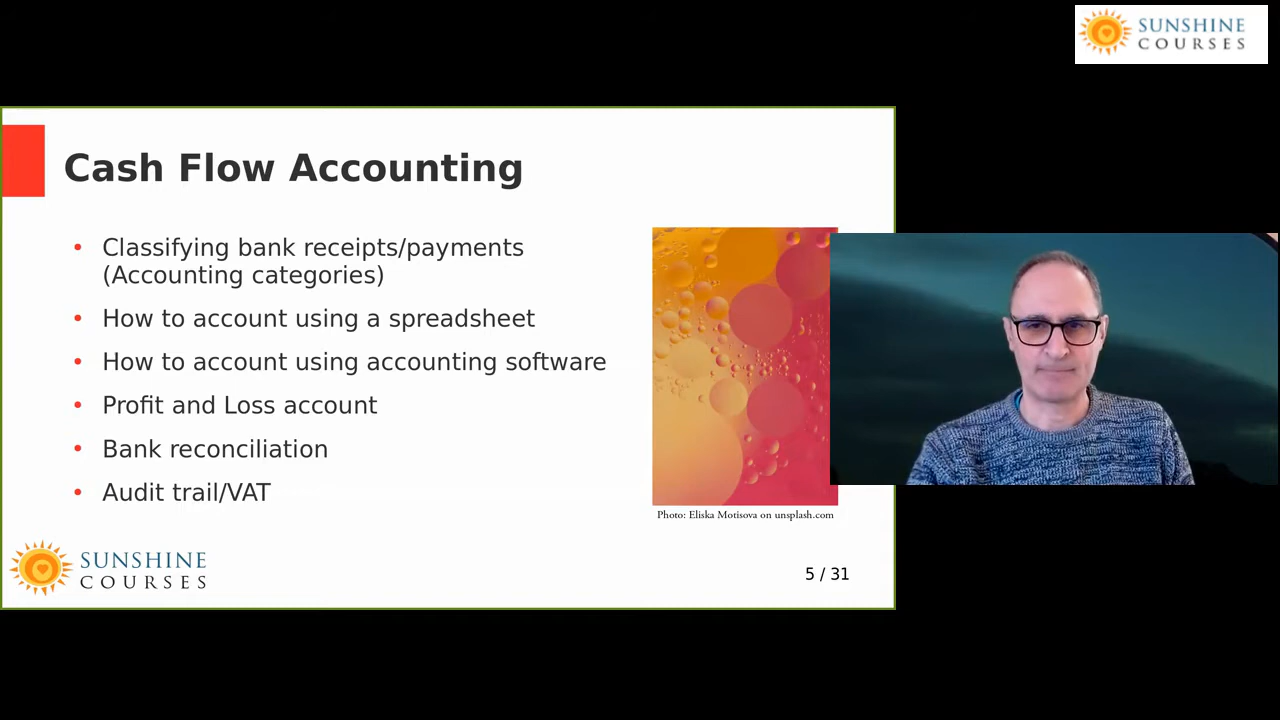 SUNSHINE
COURSES
Cash Flow Accounting
• Classifying bank receipts/payments
(Accounting categories)
• How to account using a spreadsheet
• How to account using accounting software
• Profit and Loss account
• Bank reconciliation
• Audit trail/VAT
Photo: Eliska Motisova on unsplash.com
SUNSHINE
COURSES
5 / 31